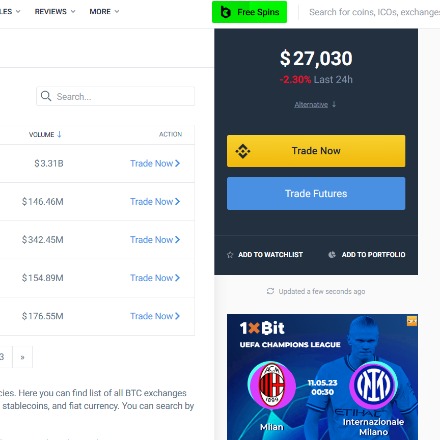 REVIEWS
MORE
Free Spins
Search for coins, ICOs, exchanges
Search...
VOLUME ↓
ACTION
$3.31B
Trade Now
$146.46M
Trade Now
$342.45M
Trade Now
$154.89M
Trade Now
$176.55M
Trade Now
3
»
cies. Here you can find list of all BTC exchanges
stablecoins, and fiat currency. You can search by
$27,030
-2.30% Last 24h
Alternative ↓
Trade Now
Trade Futures
ADD TO WATCHLIST
ADD TO PORTFOLIO
Updated a few seconds ago
1XBit
UEFA CHAMPIONS LEAGUE
11.05.23
00:30
ACM
1899
ETIHAD
Milan
Internazionale
Milano